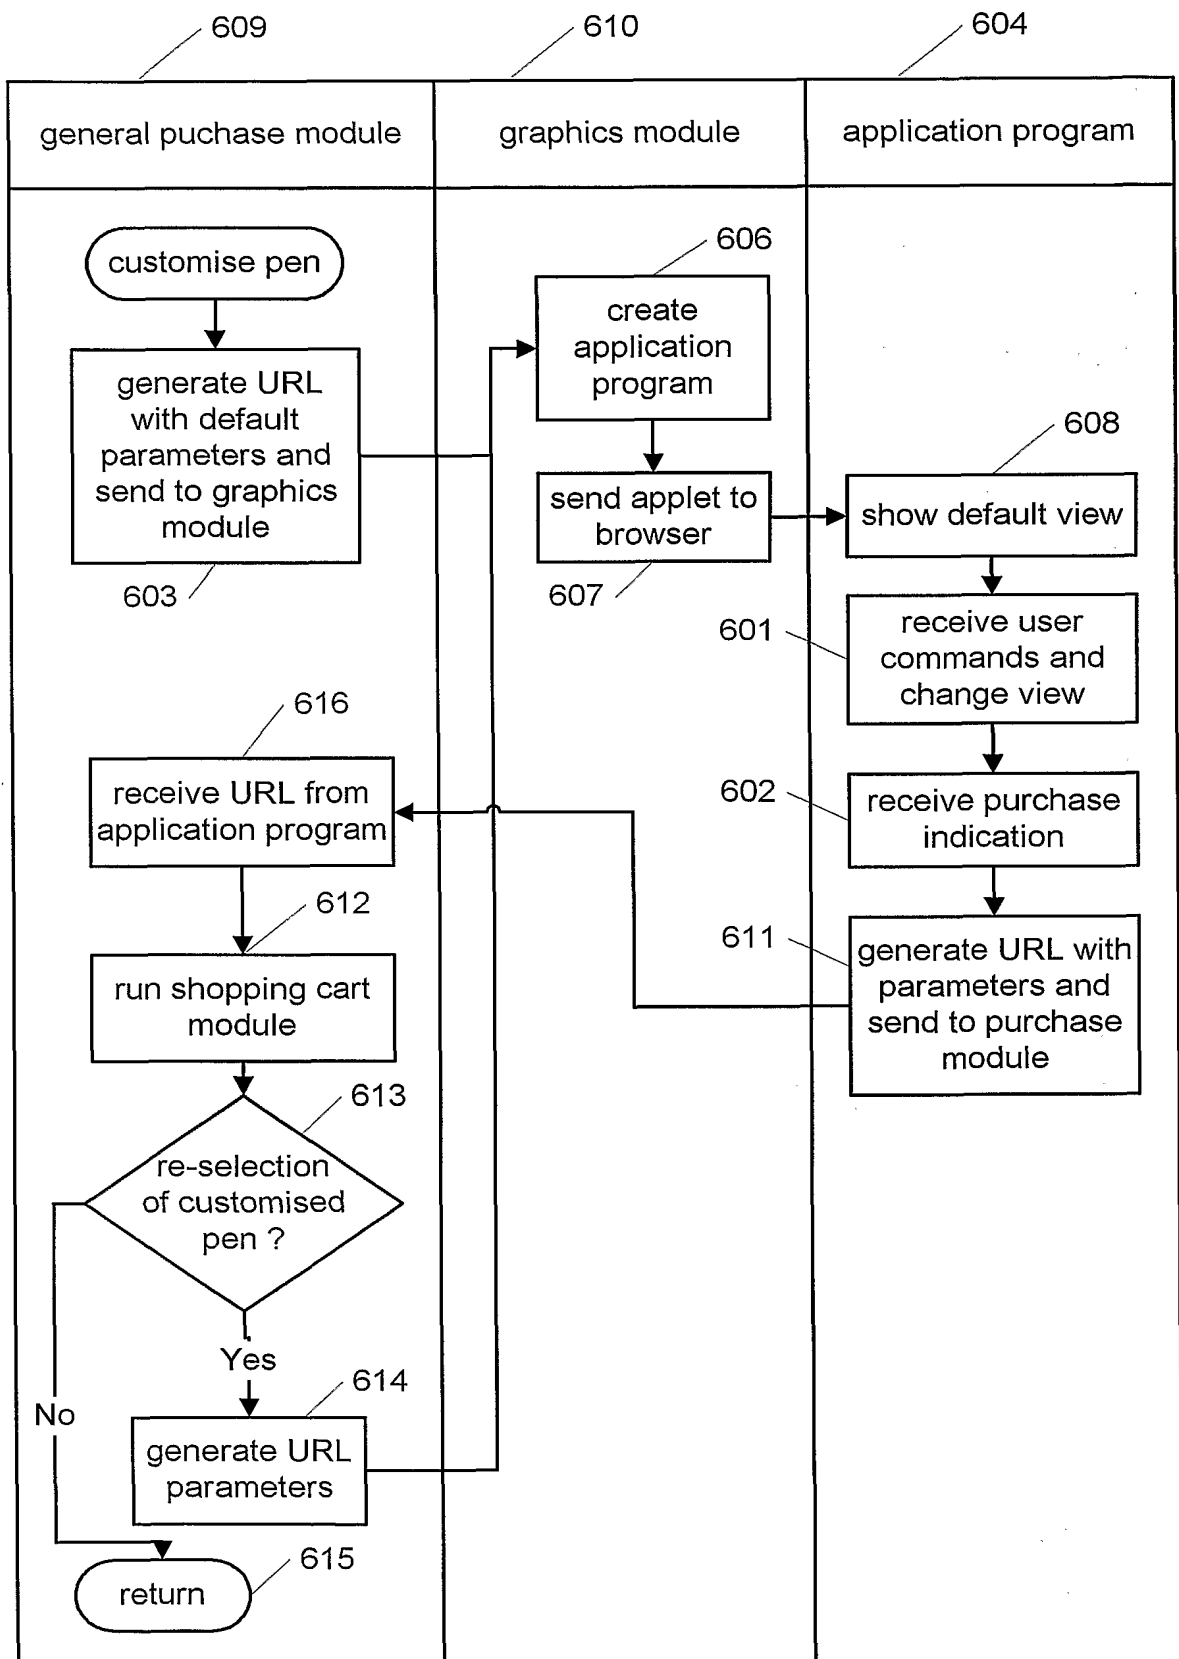 609
610
604
general puchase module
graphics module
application program
customise pen
606
create
application
program
generate URL
with default
parameters and
send to graphics
module
603
608
send applet to
browser
607
show default view
601
receive user
commands and
change view
616
receive URL from
application program
602
receive purchase
indication
612
run shopping cart
module
611
generate URL with
parameters and
send to purchase
module
613
re-selection
of customised
pen ?
Yes
No
614
generate URL
parameters
615
return